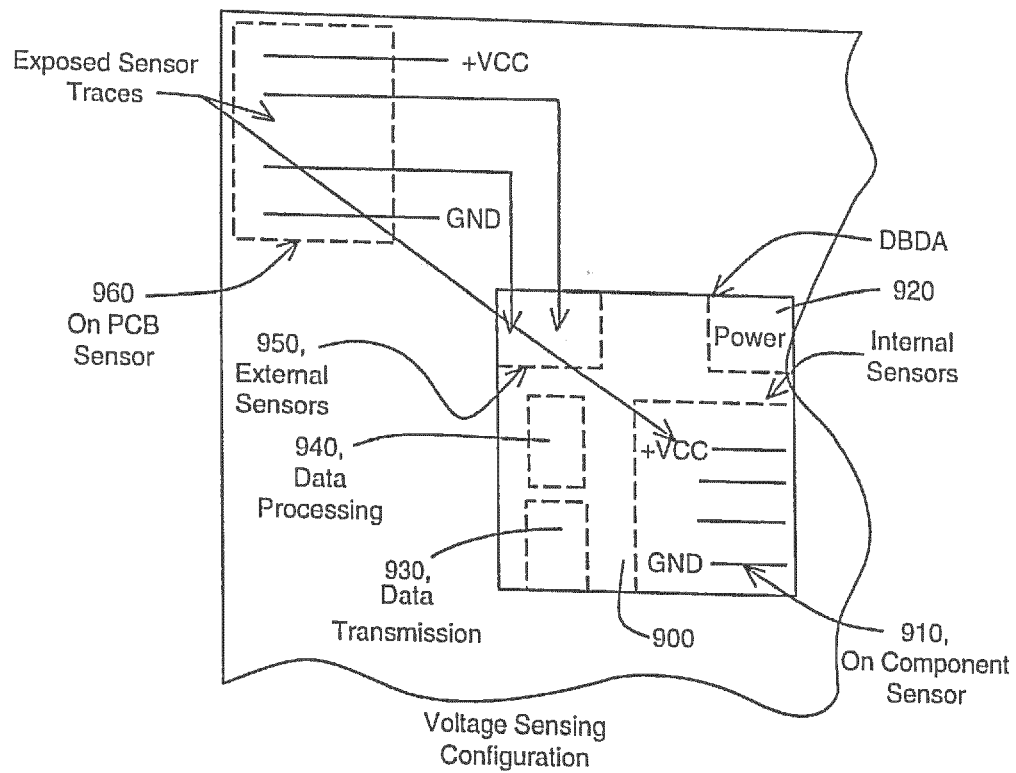 Exposed Sensor
Traces
+VCC
GND
960
On PCB
Sensor
DBDA
920
Power
Internal
Sensors
950,
External
Sensors
940,
Data
Processing
+VCC
GND
930,
Data
Transmission
900
910,
On Component
Sensor
Voltage Sensing
Configuration